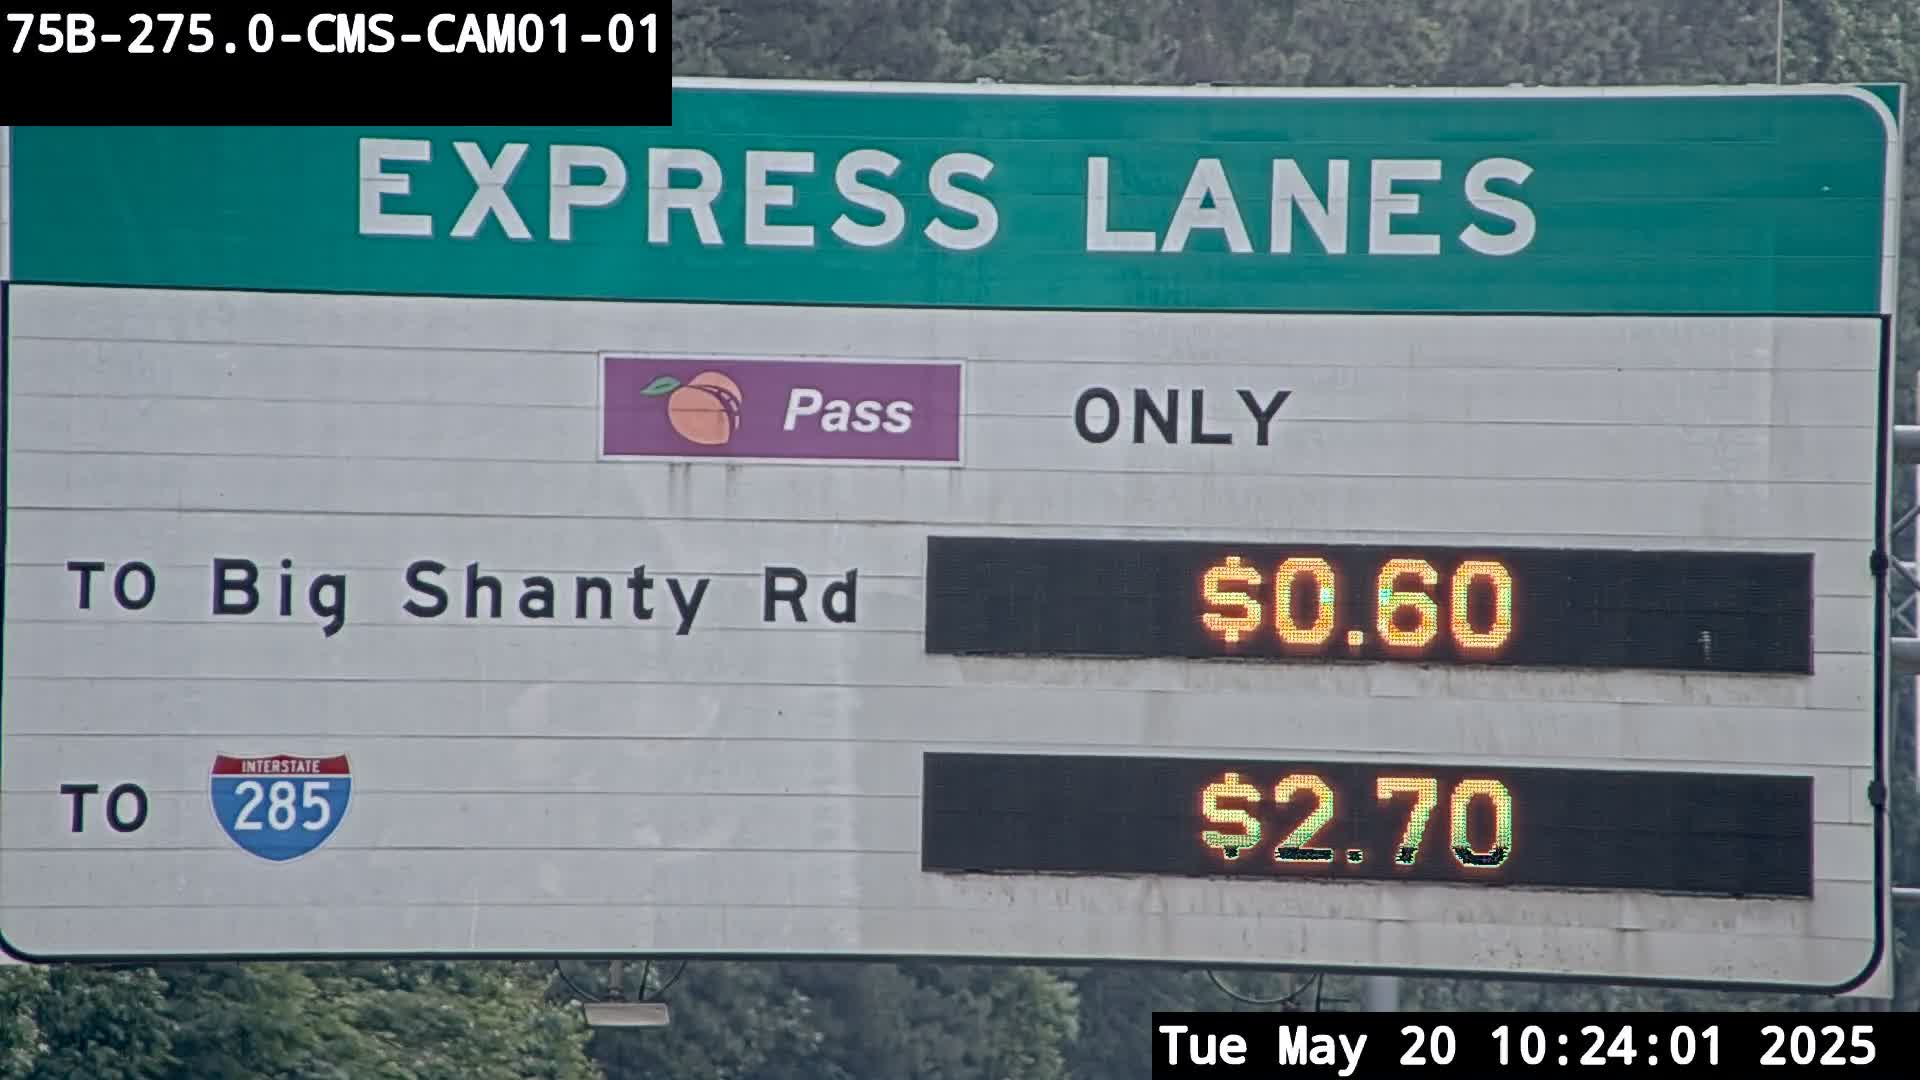 75B-275.0-CMS-CAM01-01
EXPRESS LANES
Pass ONLY
TO Big Shanty Rd $0.60
TO INTERSTATE 285 $2.70
Tue May 20 10:24:01 2025